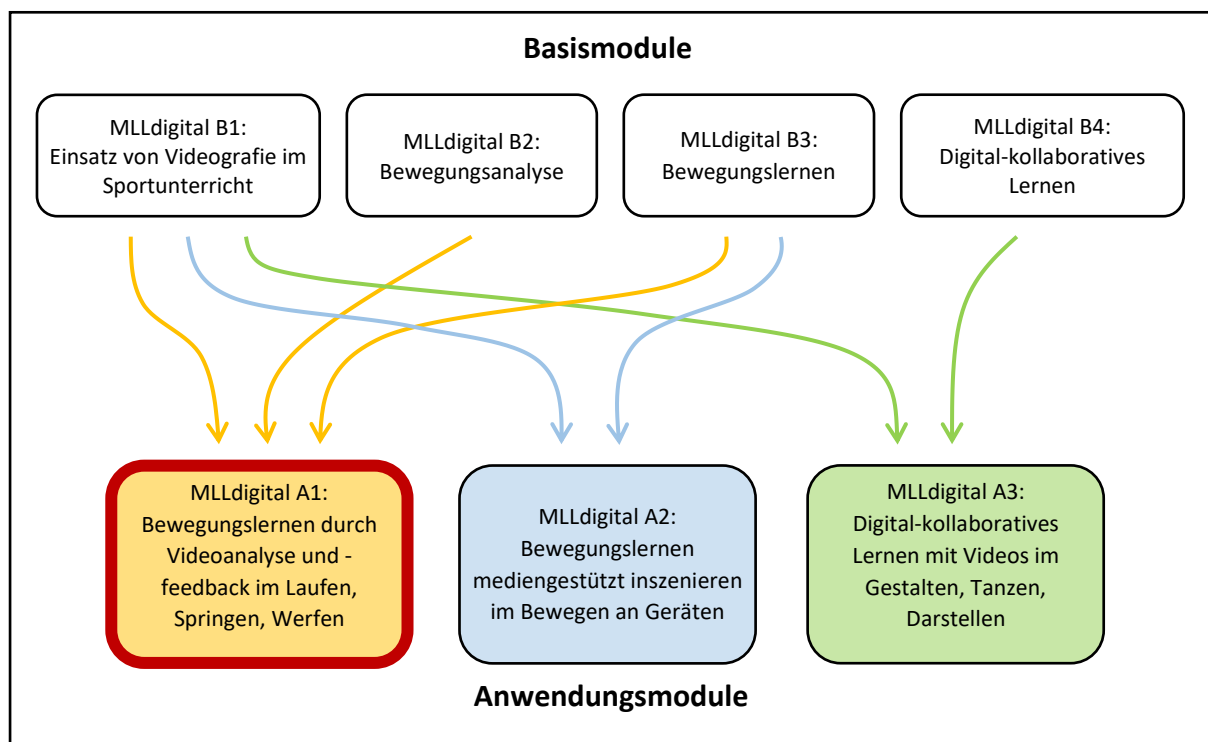 Basismodule
MLLdigital B1:
Einsatz von Videografie im
Sportunterricht
MLLdigital B2:
Bewegungsanalyse
MLLdigital B3:
Bewegungslernen
MLLdigital B4:
Digital-kollaboratives
Lernen
MLLdigital A1:
Bewegungslernen durch
Videoanalyse und -
feedback im Laufen,
Springen, Werfen
MLLdigital A2:
Bewegungslernen
mediengestützt inszenieren
im Bewegen an Geräten
MLLdigital A3:
Digital-kollaboratives
Lernen mit Videos im
Gestalten, Tanzen,
Darstellen
Anwendungsmodule